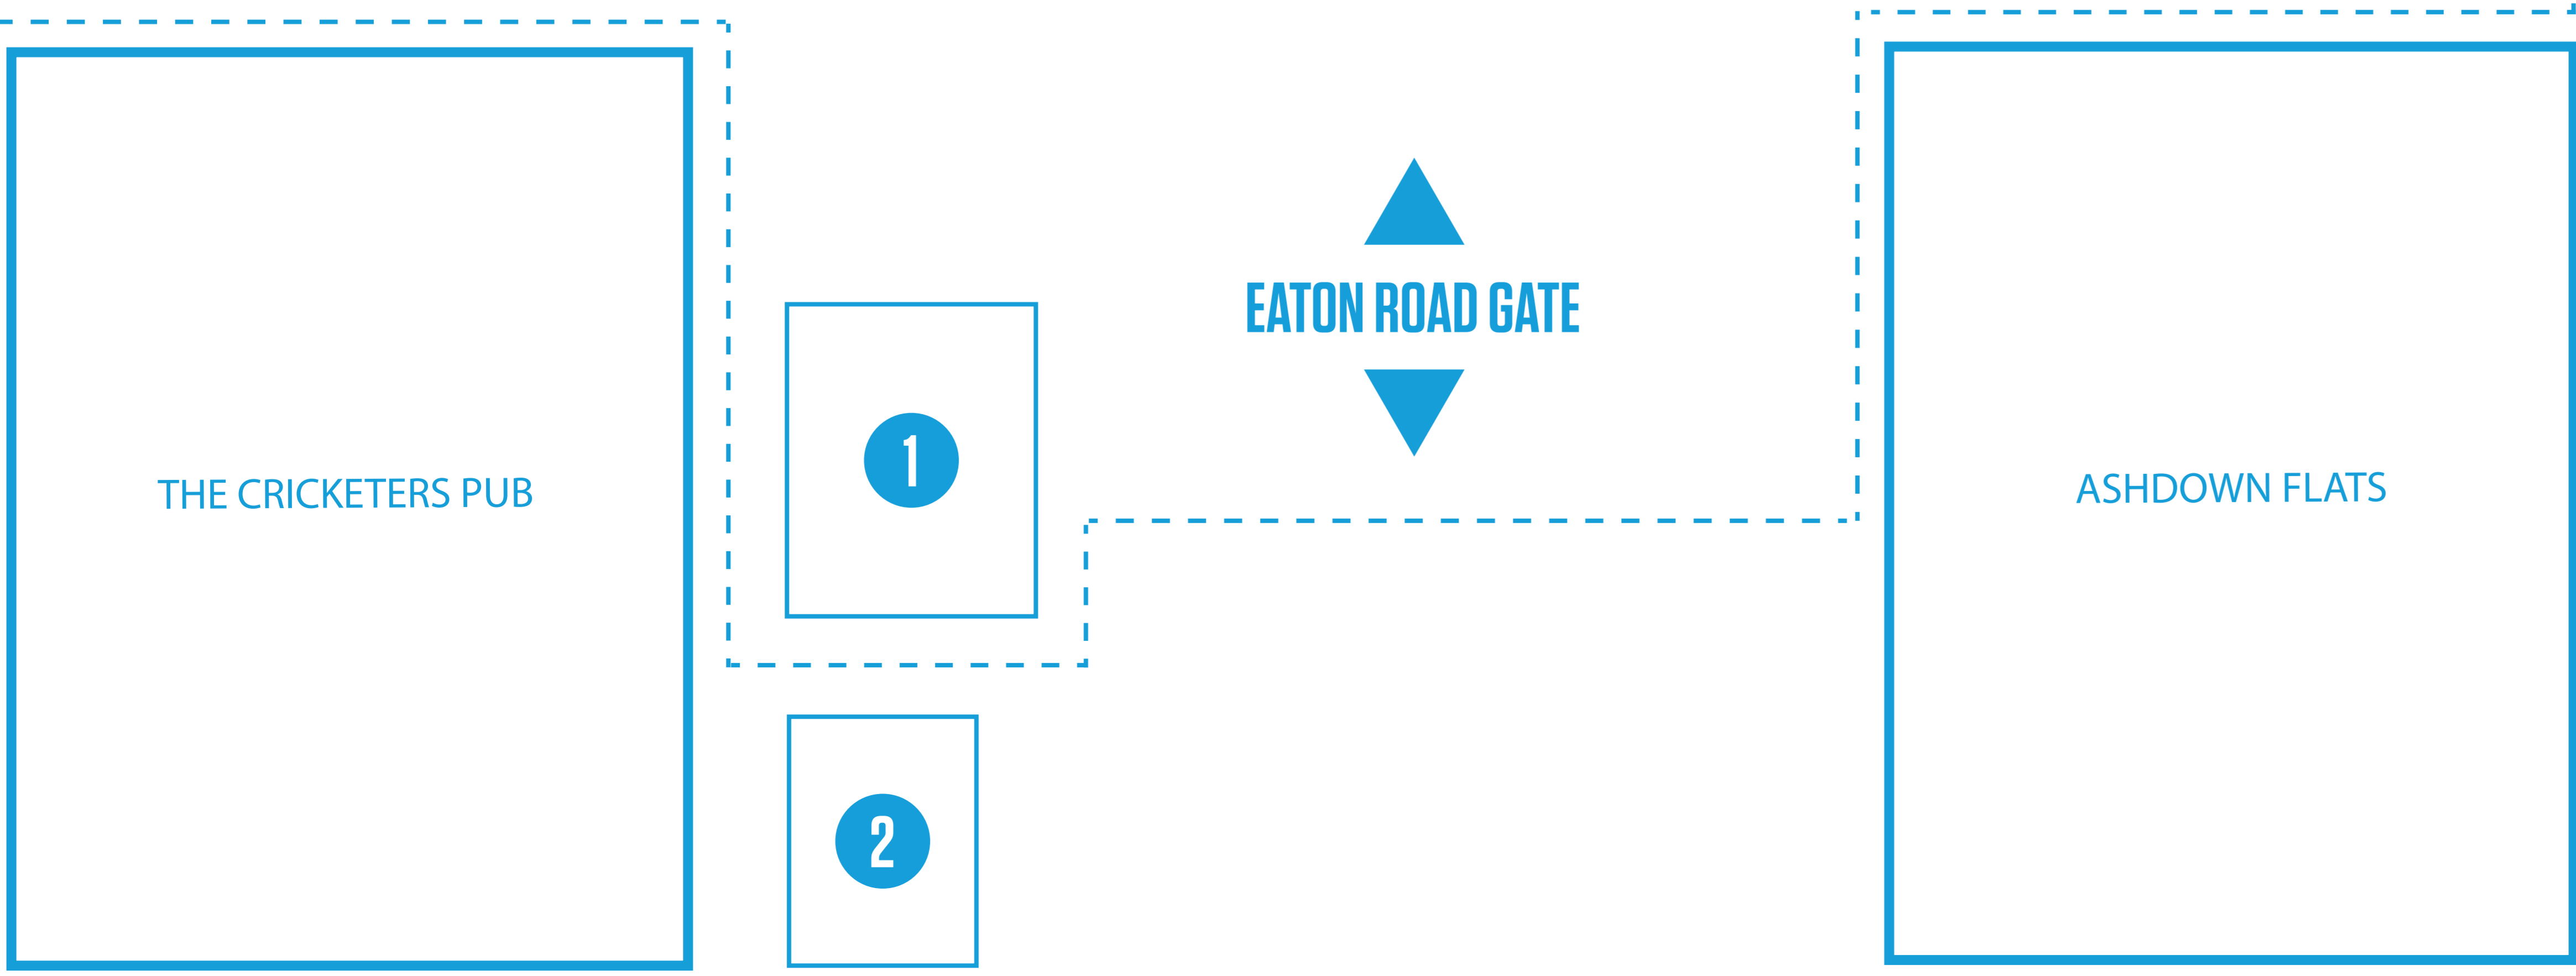 EATON ROAD GATE
1
THE CRICKETERS PUB
ASHDOWN FLATS
2